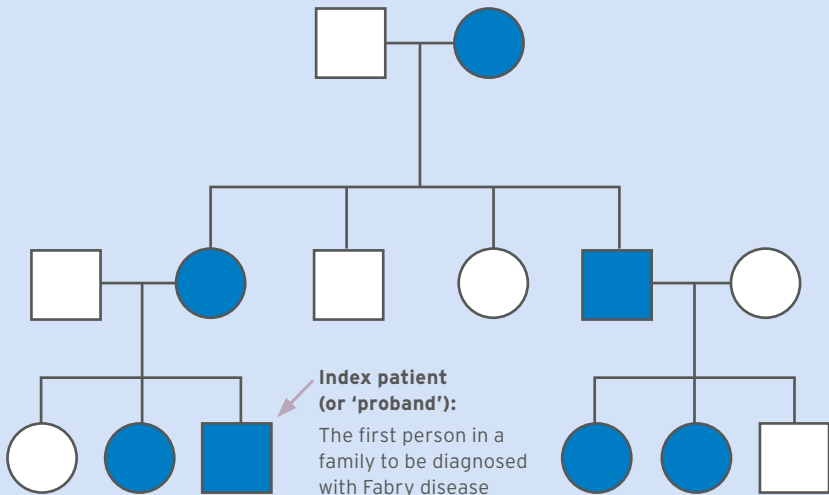 Index patient
(or ‘proband’):
The first person in a
family to be diagnosed
with Fabry disease